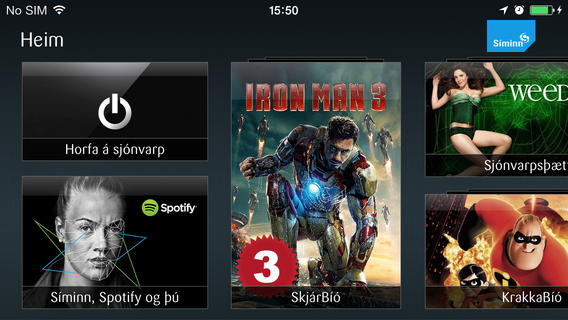 No SIM
15:50
Heim
Síminn
Horfa á sjónvarp
Spotify
Síminn, Spotify og þú
IRON MAN 3
3
SkjárBíó
WEED
Sjónvarpsþætt
KrakkaBíó